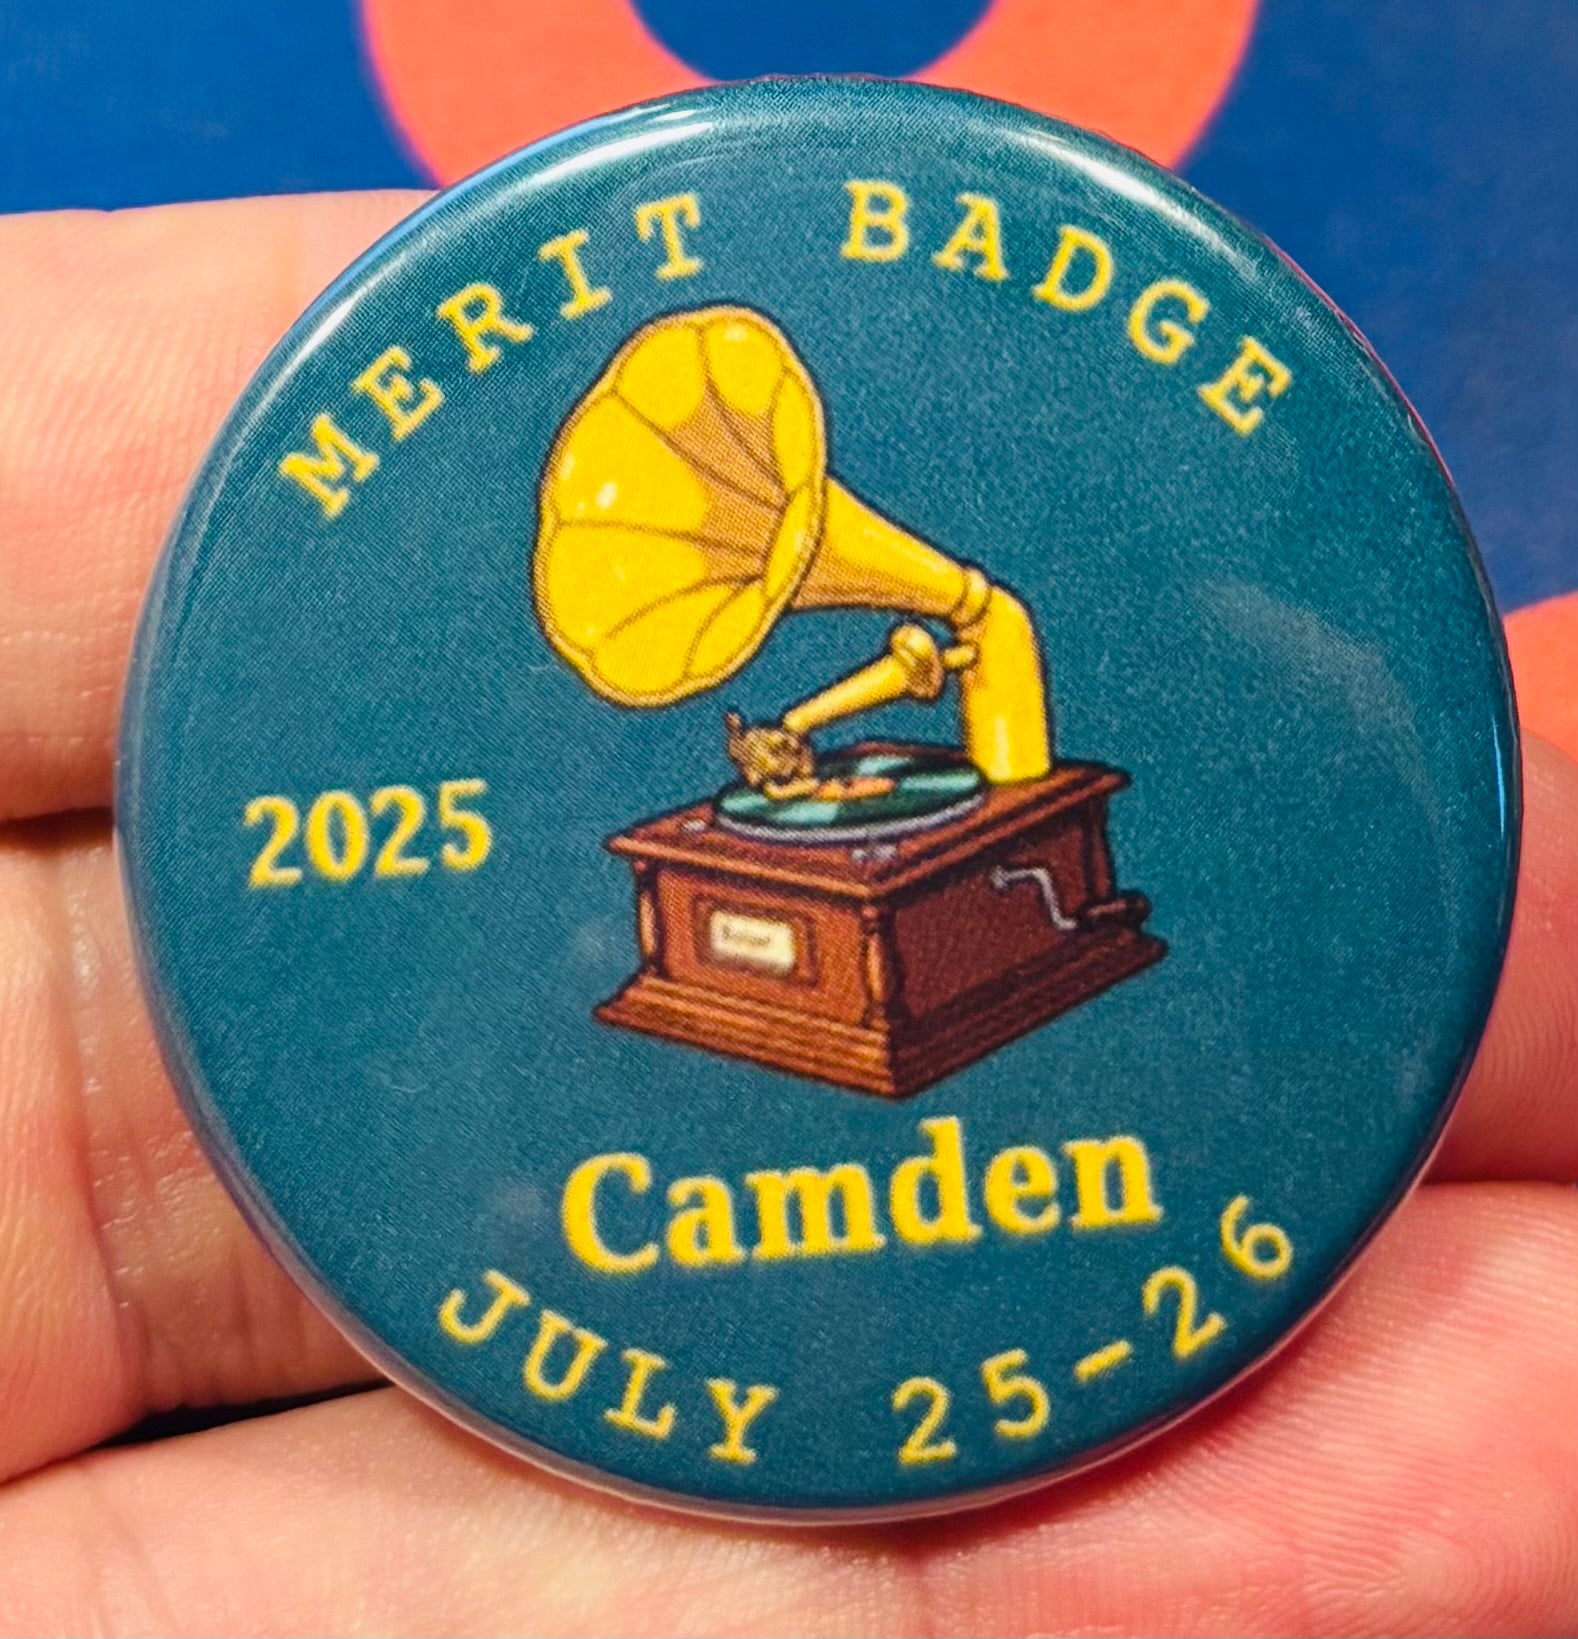 MERIT BADGE
2025
Camden
JULY 25-26